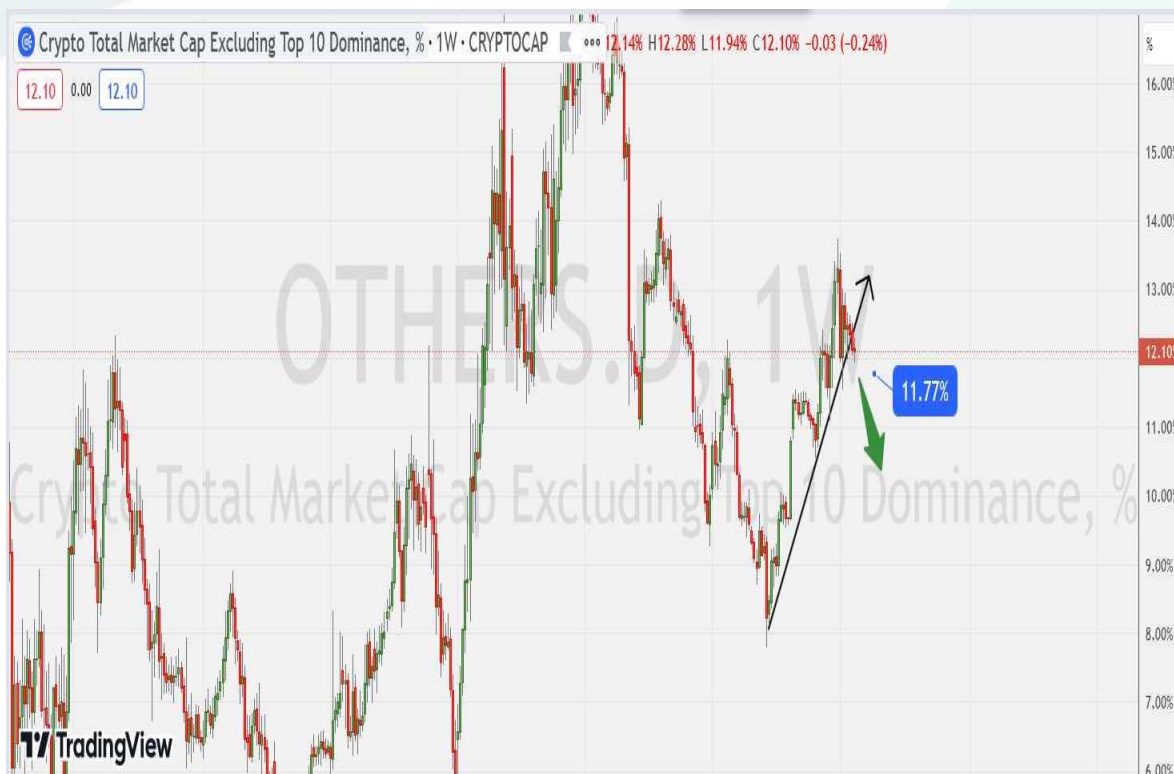 Crypto Total Market Cap Excluding Top 10 Dominance, % · 1W · CRYPTOCAP ••• 12.14% H12.28% L11.94% C12.10% −0.03 (−0.24%)
%
12.10 0.00 12.10
16.00%
15.00%
14.00%
13.00%
12.10%
11.77%
11.00%
10.00%
9.00%
8.00%
7.00%
6.00%
OTHERS.D, 1W
Crypto Total Market Cap Excluding Top 10 Dominance, %
TradingView